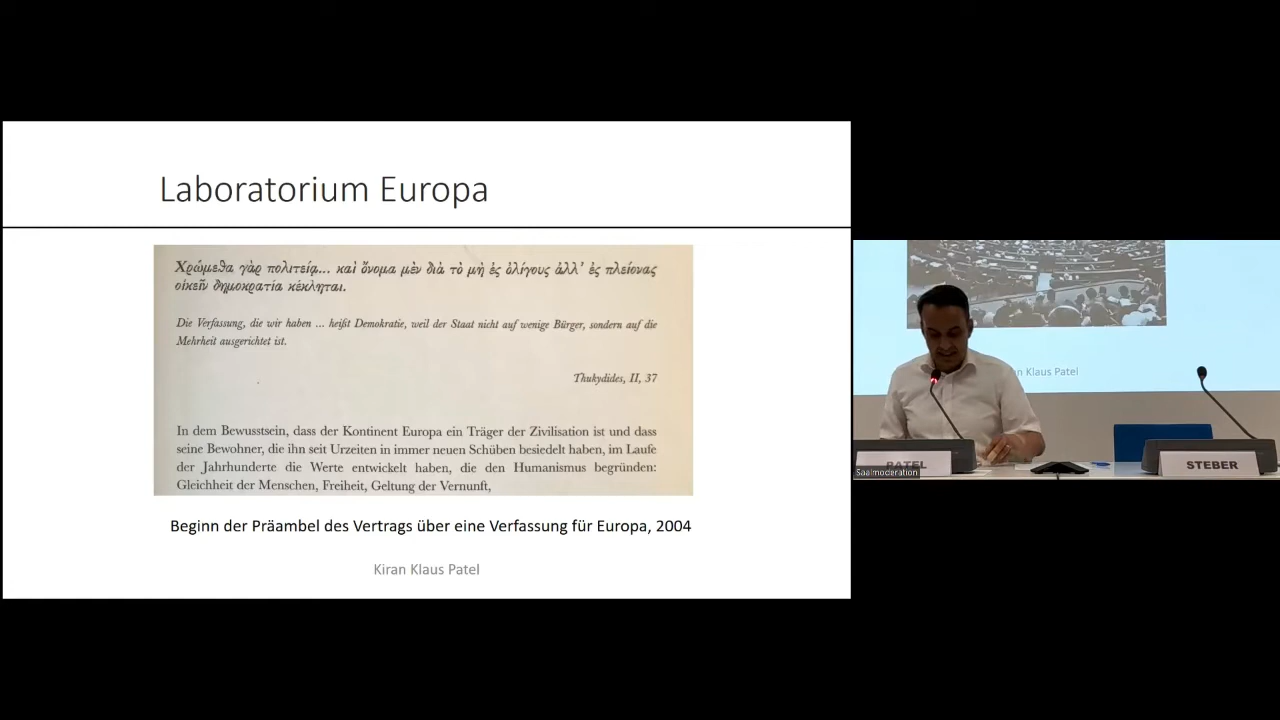 Laboratorium Europa
Χρώμεθα γὰρ πολιτείᾳ... καὶ ὄνομα μὲν διὰ τὸ μὴ ἐς ὀλίγους ἀλλ' ἐς πλείονας
οἰκεῖν δημοκρατία κέκληται.
Die Verfassung, die wir haben ... heißt Demokratie, weil der Staat nicht auf wenige Bürger, sondern auf die
Mehrheit ausgerichtet ist.
Thukydides, II, 37
In dem Bewusstsein, dass der Kontinent Europa ein Träger der Zivilisation ist und dass
seine Bewohner, die ihn seit Urzeiten in immer neuen Schüben besiedelt haben, im Laufe
der Jahrhunderte die Werte entwickelt haben, die den Humanismus begründen:
Gleichheit der Menschen, Freiheit, Geltung der Vernunft,
Beginn der Präambel des Vertrags über eine Verfassung für Europa, 2004
Kiran Klaus Patel
an Klaus Patel
PATEL
Saalmoderation
STEBER